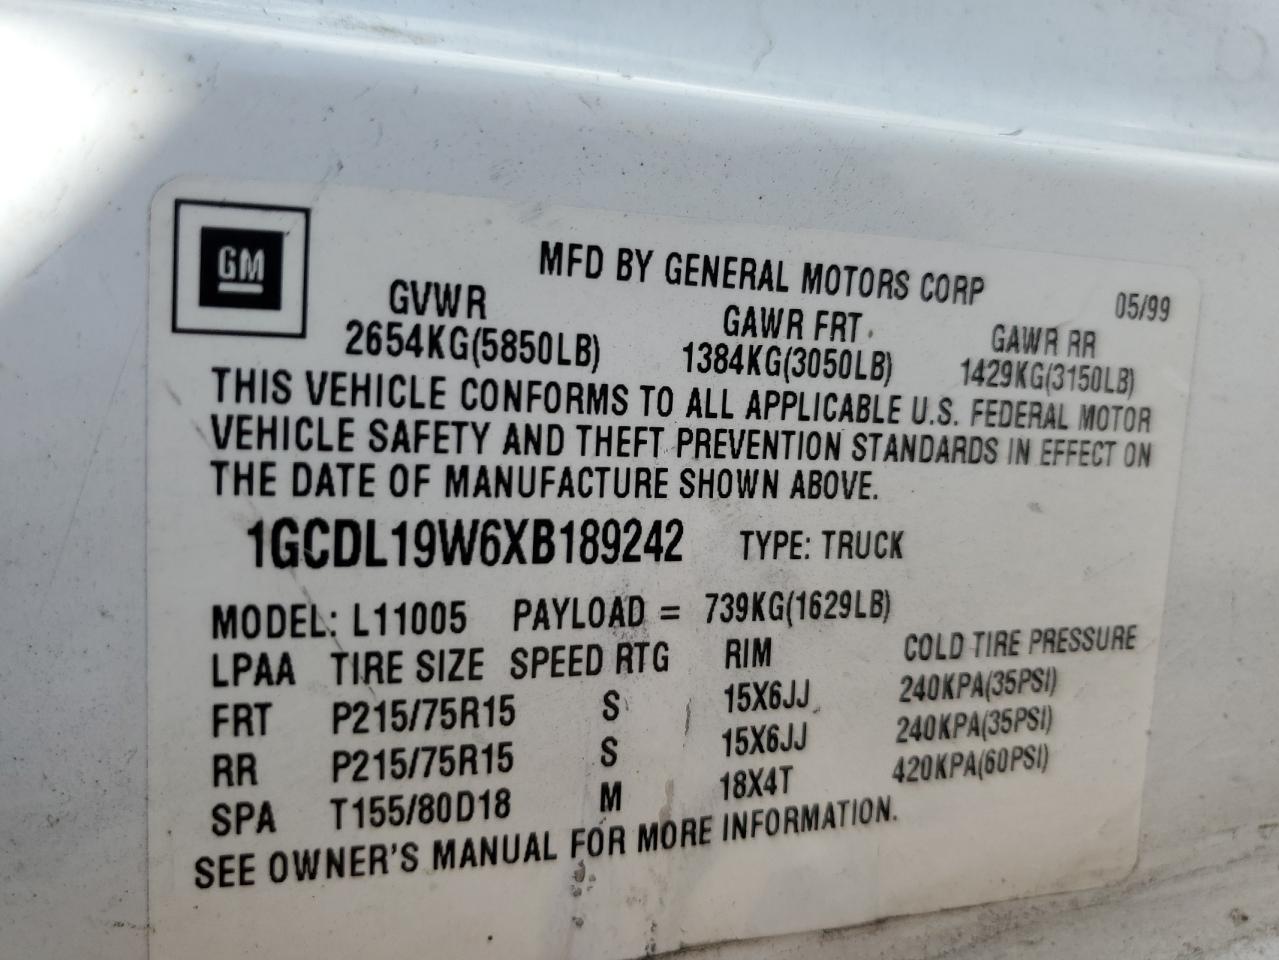 GM
MFD BY GENERAL MOTORS CORP 05/99
GVWR GAWR FRT GAWR RR
2654KG(5850LB) 1384KG(3050LB) 1429KG(3150LB)
THIS VEHICLE CONFORMS TO ALL APPLICABLE U.S. FEDERAL MOTOR
VEHICLE SAFETY AND THEFT PREVENTION STANDARDS IN EFFECT ON
THE DATE OF MANUFACTURE SHOWN ABOVE.
1GCDL19W6XB189242 TYPE: TRUCK
MODEL: L11005 PAYLOAD = 739KG(1629LB)
LPAA TIRE SIZE SPEED RTG RIM COLD TIRE PRESSURE
FRT P215/75R15 S 15X6JJ 240KPA(35PSI)
RR P215/75R15 S 15X6JJ 240KPA(35PSI)
SPA T155/80D18 M 18X4T 420KPA(60PSI)
SEE OWNER'S MANUAL FOR MORE INFORMATION.